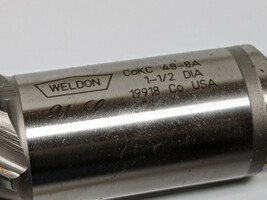 WELDON
CoKC 48-8A
1-1/2 DIA
19918 Co USA